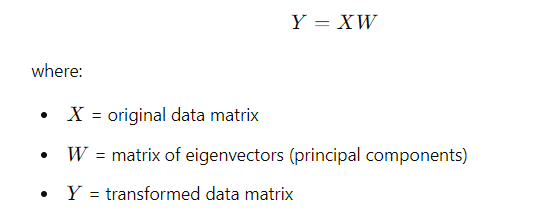 Y = XW
where:
• X = original data matrix
• W = matrix of eigenvectors (principal components)
• Y = transformed data matrix